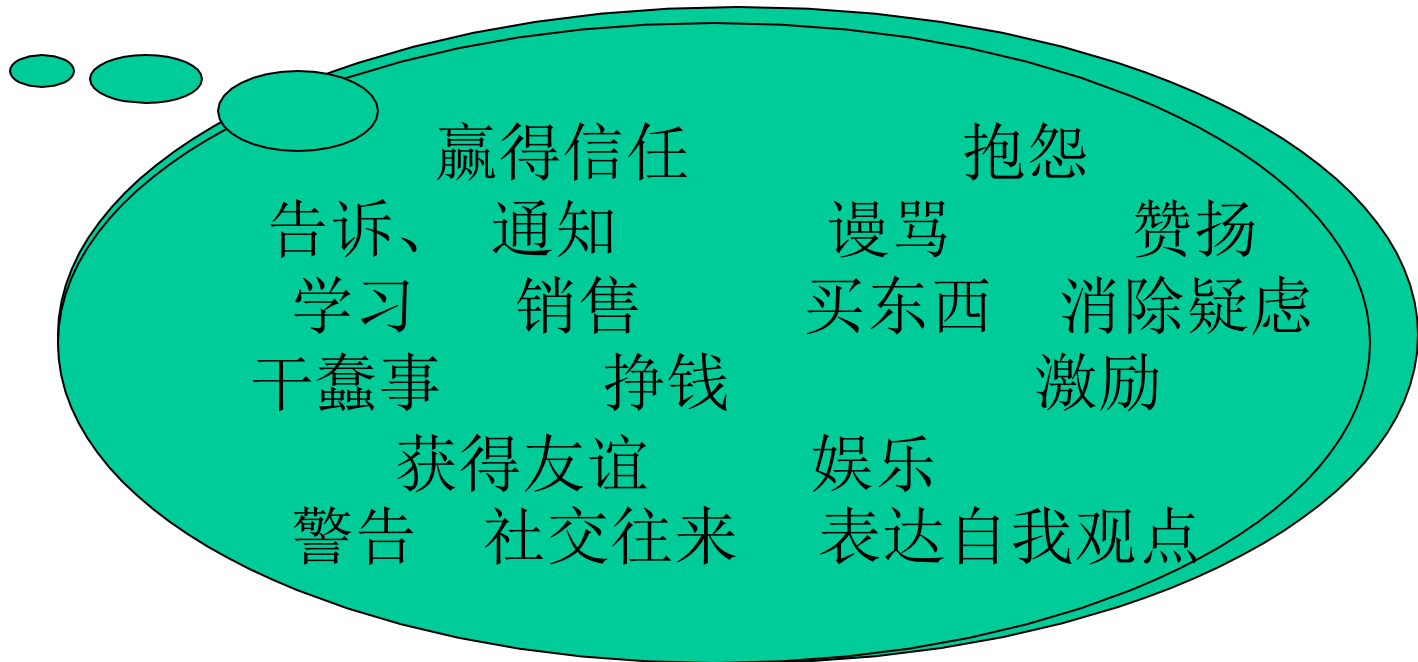 赢得信任 抱怨
告诉、 通知 谩骂 赞扬
学习 销售 买东西 消除疑虑
干蠢事 挣钱 激励
获得友谊 娱乐
警告 社交往来 表达自我观点